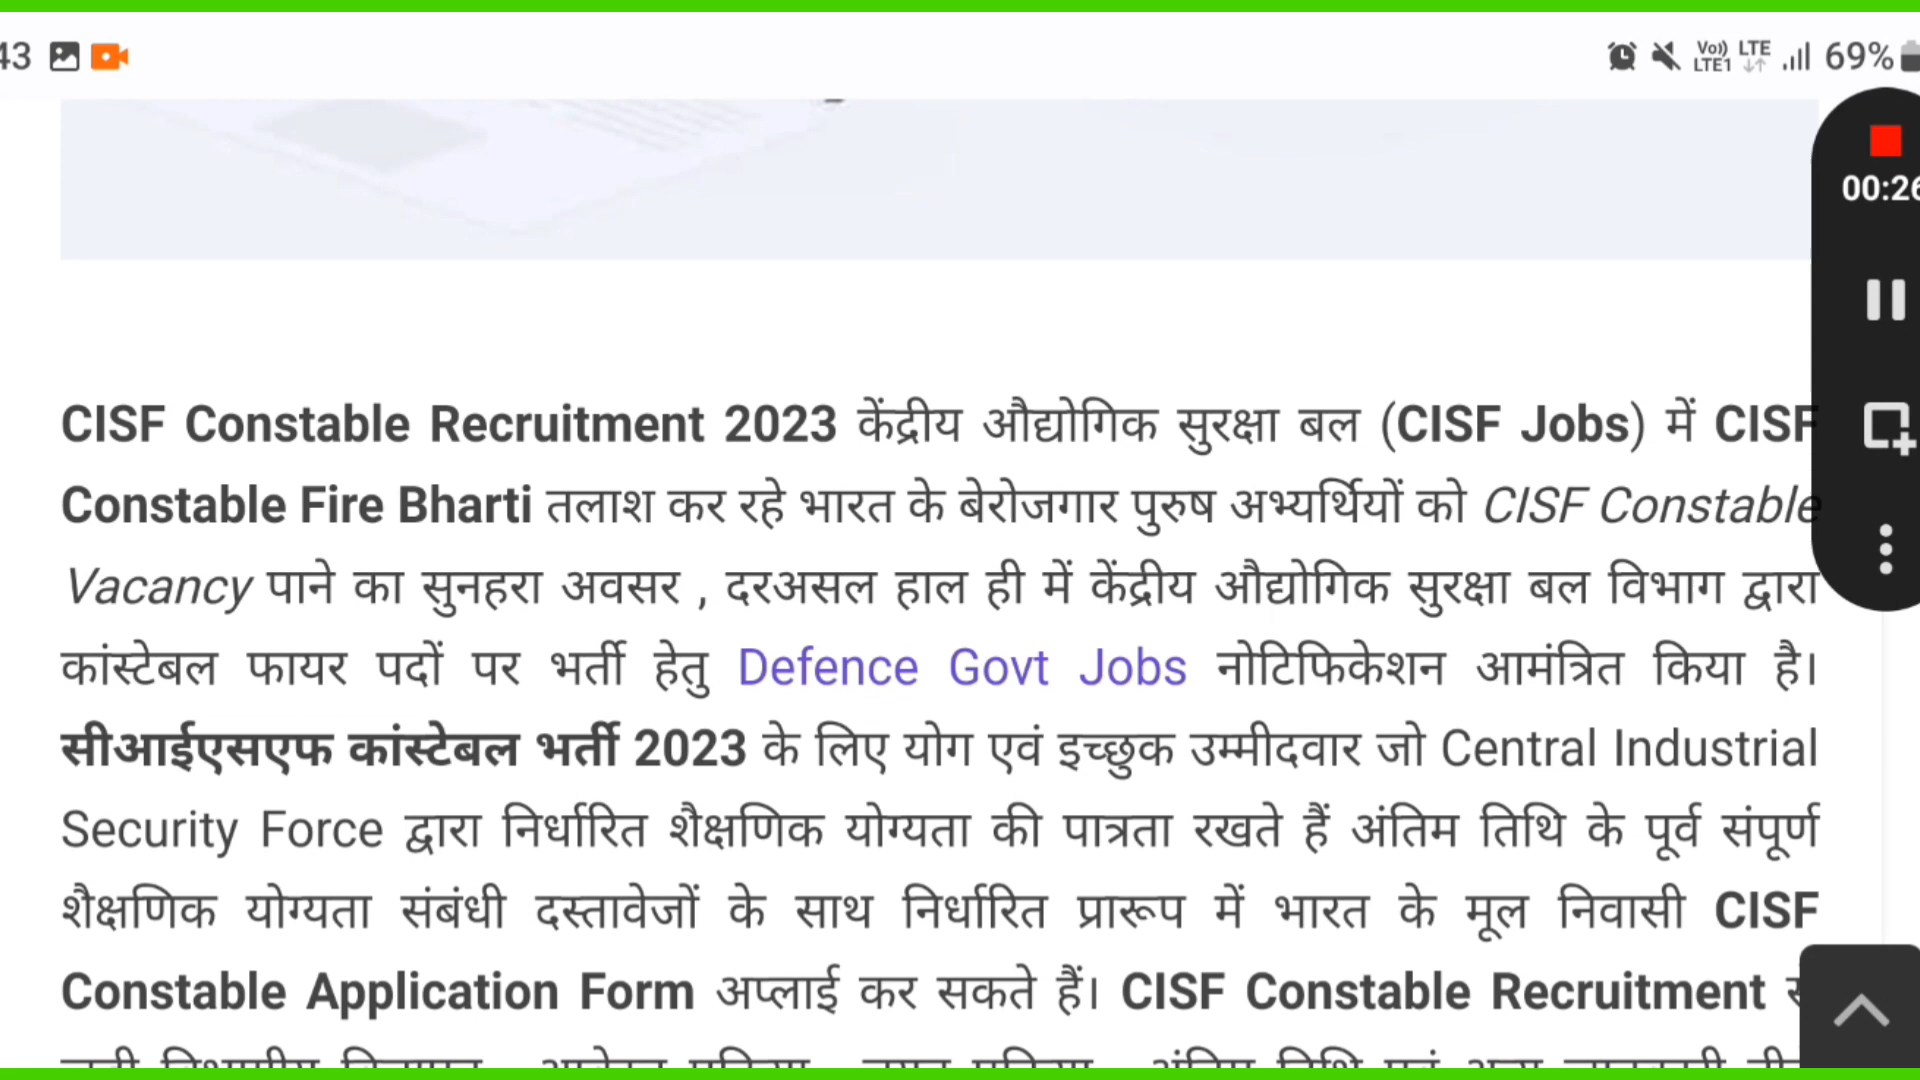 43
Vo)) LTE
LTE1
69%
00:26
CISF Constable Recruitment 2023 केंद्रीय औद्योगिक सुरक्षा बल (CISF Jobs) में CISF
Constable Fire Bharti तलाश कर रहे भारत के बेरोजगार पुरुष अभ्यर्थियों को CISF Constable
Vacancy पाने का सुनहरा अवसर , दरअसल हाल ही में केंद्रीय औद्योगिक सुरक्षा बल विभाग द्वारा
कांस्टेबल फायर पदों पर भर्ती हेतु Defence Govt Jobs नोटिफिकेशन आमंत्रित किया है।
सीआईएसएफ कांस्टेबल भर्ती 2023 के लिए योग एवं इच्छुक उम्मीदवार जो Central Industrial
Security Force द्वारा निर्धारित शैक्षणिक योग्यता की पात्रता रखते हैं अंतिम तिथि के पूर्व संपूर्ण
शैक्षणिक योग्यता संबंधी दस्तावेजों के साथ निर्धारित प्रारूप में भारत के मूल निवासी CISF
Constable Application Form अप्लाई कर सकते हैं। CISF Constable Recruitment